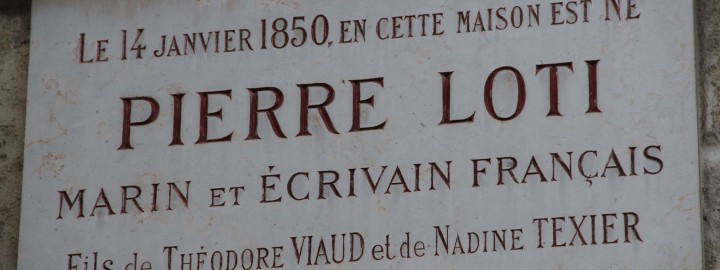 LE 14 JANVIER 1850, EN CETTE MAISON EST NÉ
PIERRE LOTI
MARIN ET ÉCRIVAIN FRANÇAIS
Fils de THÉODORE VIAUD et de NADINE TEXIER